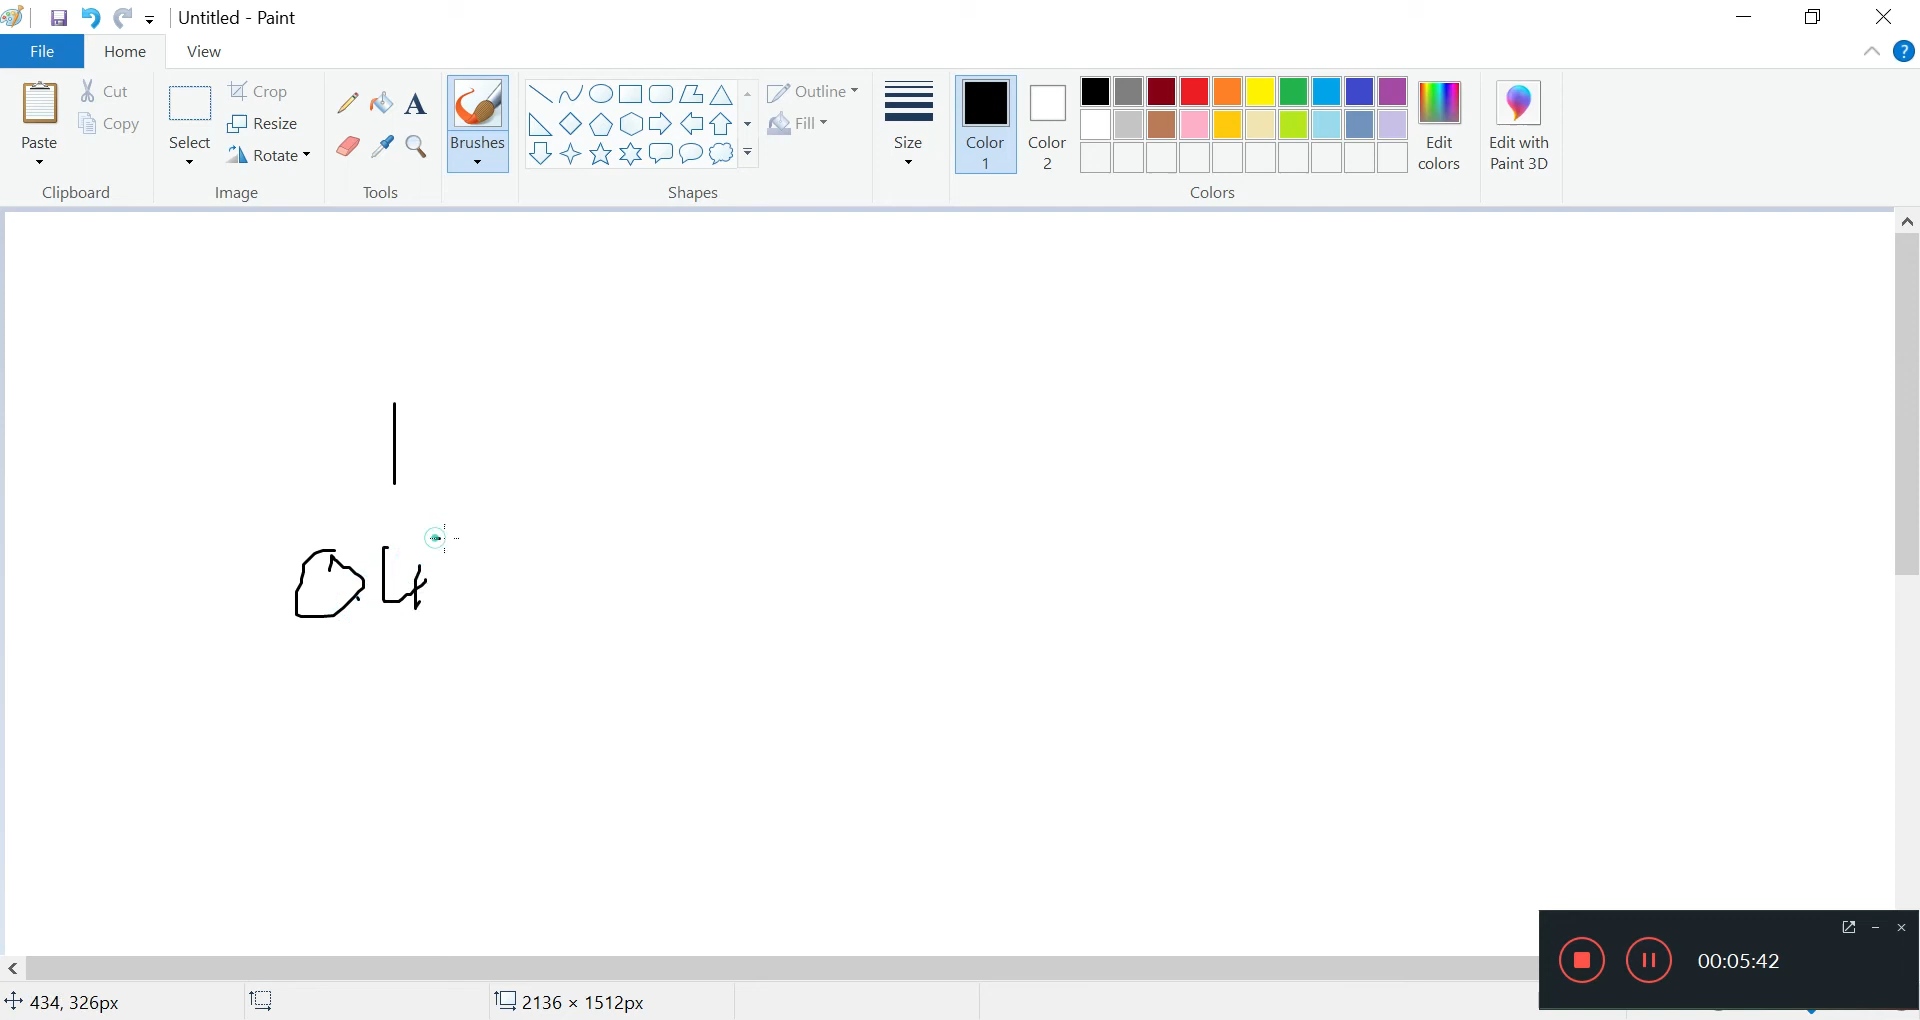 Untitled - Paint
File Home View
Paste
Cut
Copy
Clipboard
Select
Crop
Resize
Rotate
Image
A
Tools
Brushes
Shapes
Outline
Fill
Size
Color 1
Color 2
Colors
Edit colors
Edit with Paint 3D
?
04
434, 326px
2136 × 1512px
00:05:42